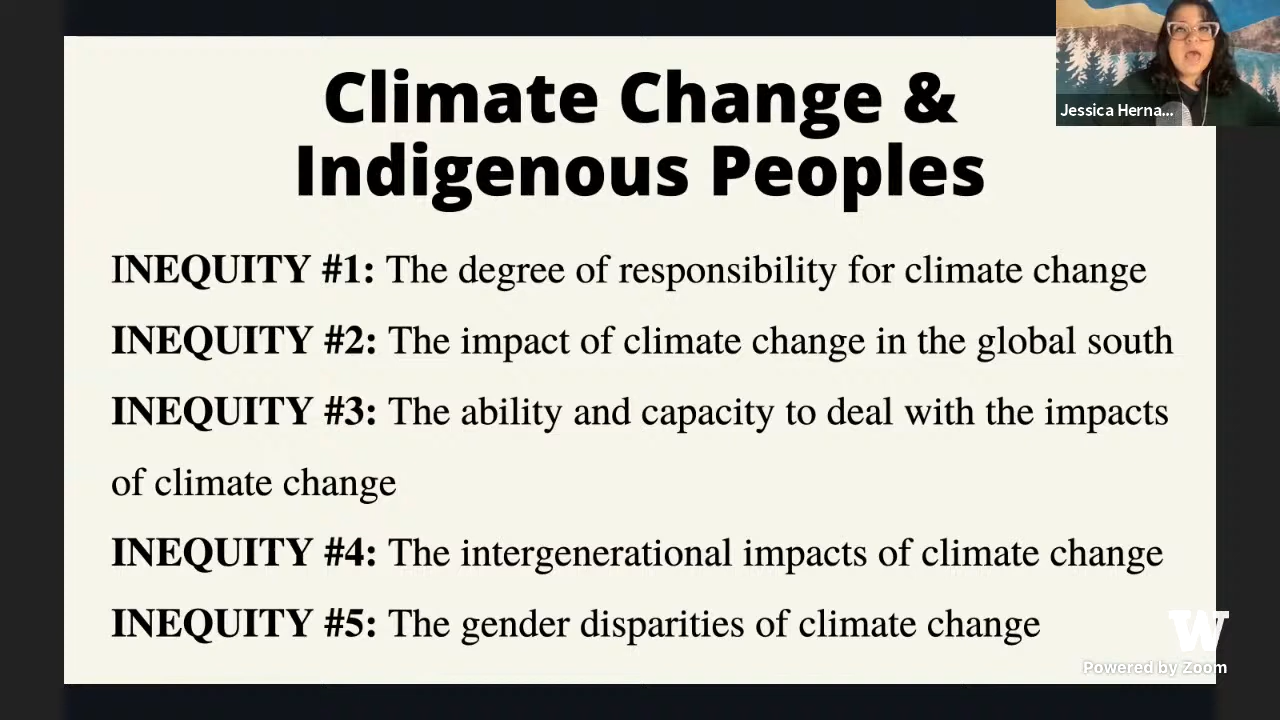 Climate Change &
Indigenous Peoples
Jessica Herna...
INEQUITY #1: The degree of responsibility for climate change
INEQUITY #2: The impact of climate change in the global south
INEQUITY #3: The ability and capacity to deal with the impacts
of climate change
INEQUITY #4: The intergenerational impacts of climate change
INEQUITY #5: The gender disparities of climate change
W
Powered by Zoom